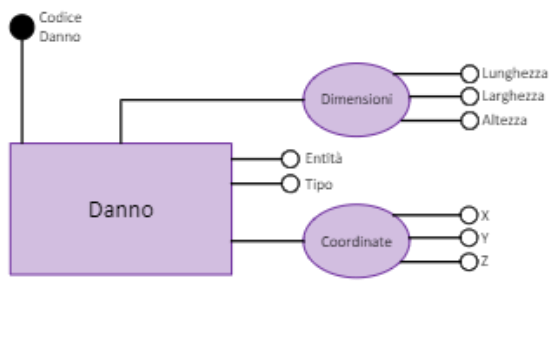 Codice
Danno
Dimensioni
Lunghezza
Larghezza
Altezza
Danno
Entità
Tipo
Coordinate
X
Y
Z